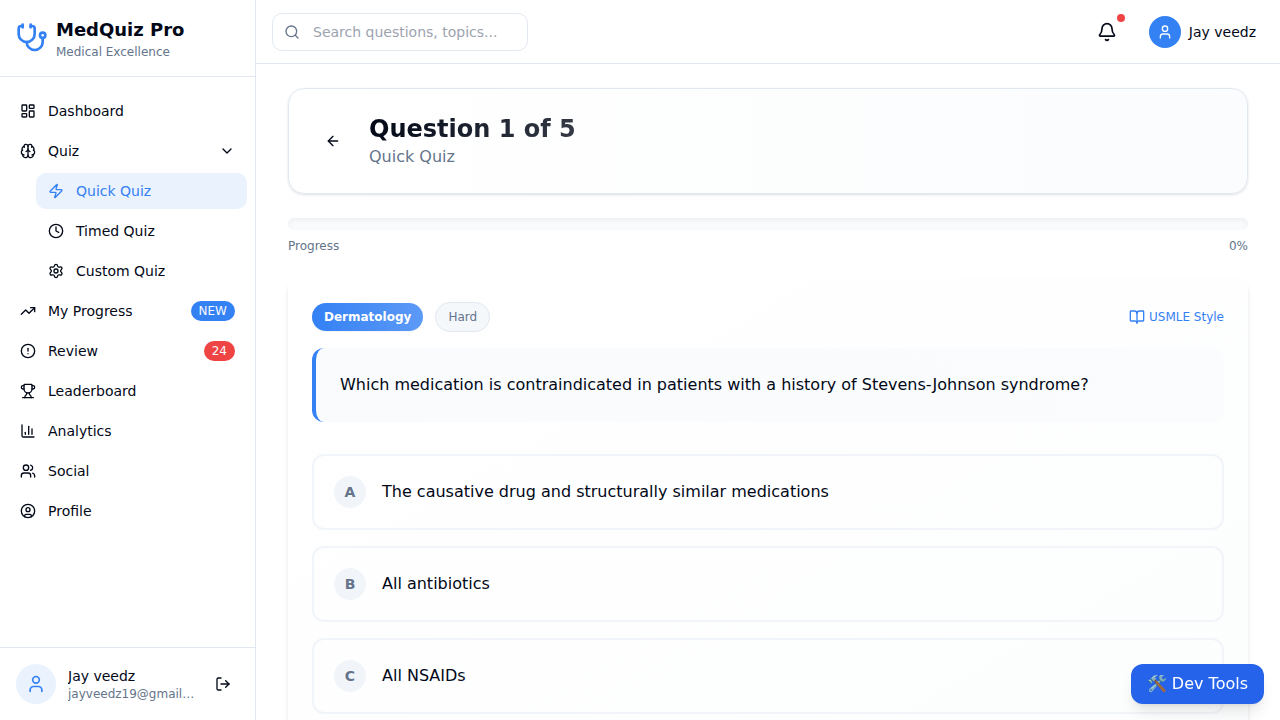 MedQuiz Pro
Medical Excellence
Dashboard
Quiz
Quick Quiz
Timed Quiz
Custom Quiz
My Progress
NEW
Review
24
Leaderboard
Analytics
Social
Profile
Jay veedz
jayveedz19@gmail...
Search questions, topics...
Jay veedz
Question 1 of 5
Quick Quiz
Progress
0%
Dermatology
Hard
USMLE Style
Which medication is contraindicated in patients with a history of Stevens-Johnson syndrome?
A
The causative drug and structurally similar medications
B
All antibiotics
C
All NSAIDs
🛠️ Dev Tools